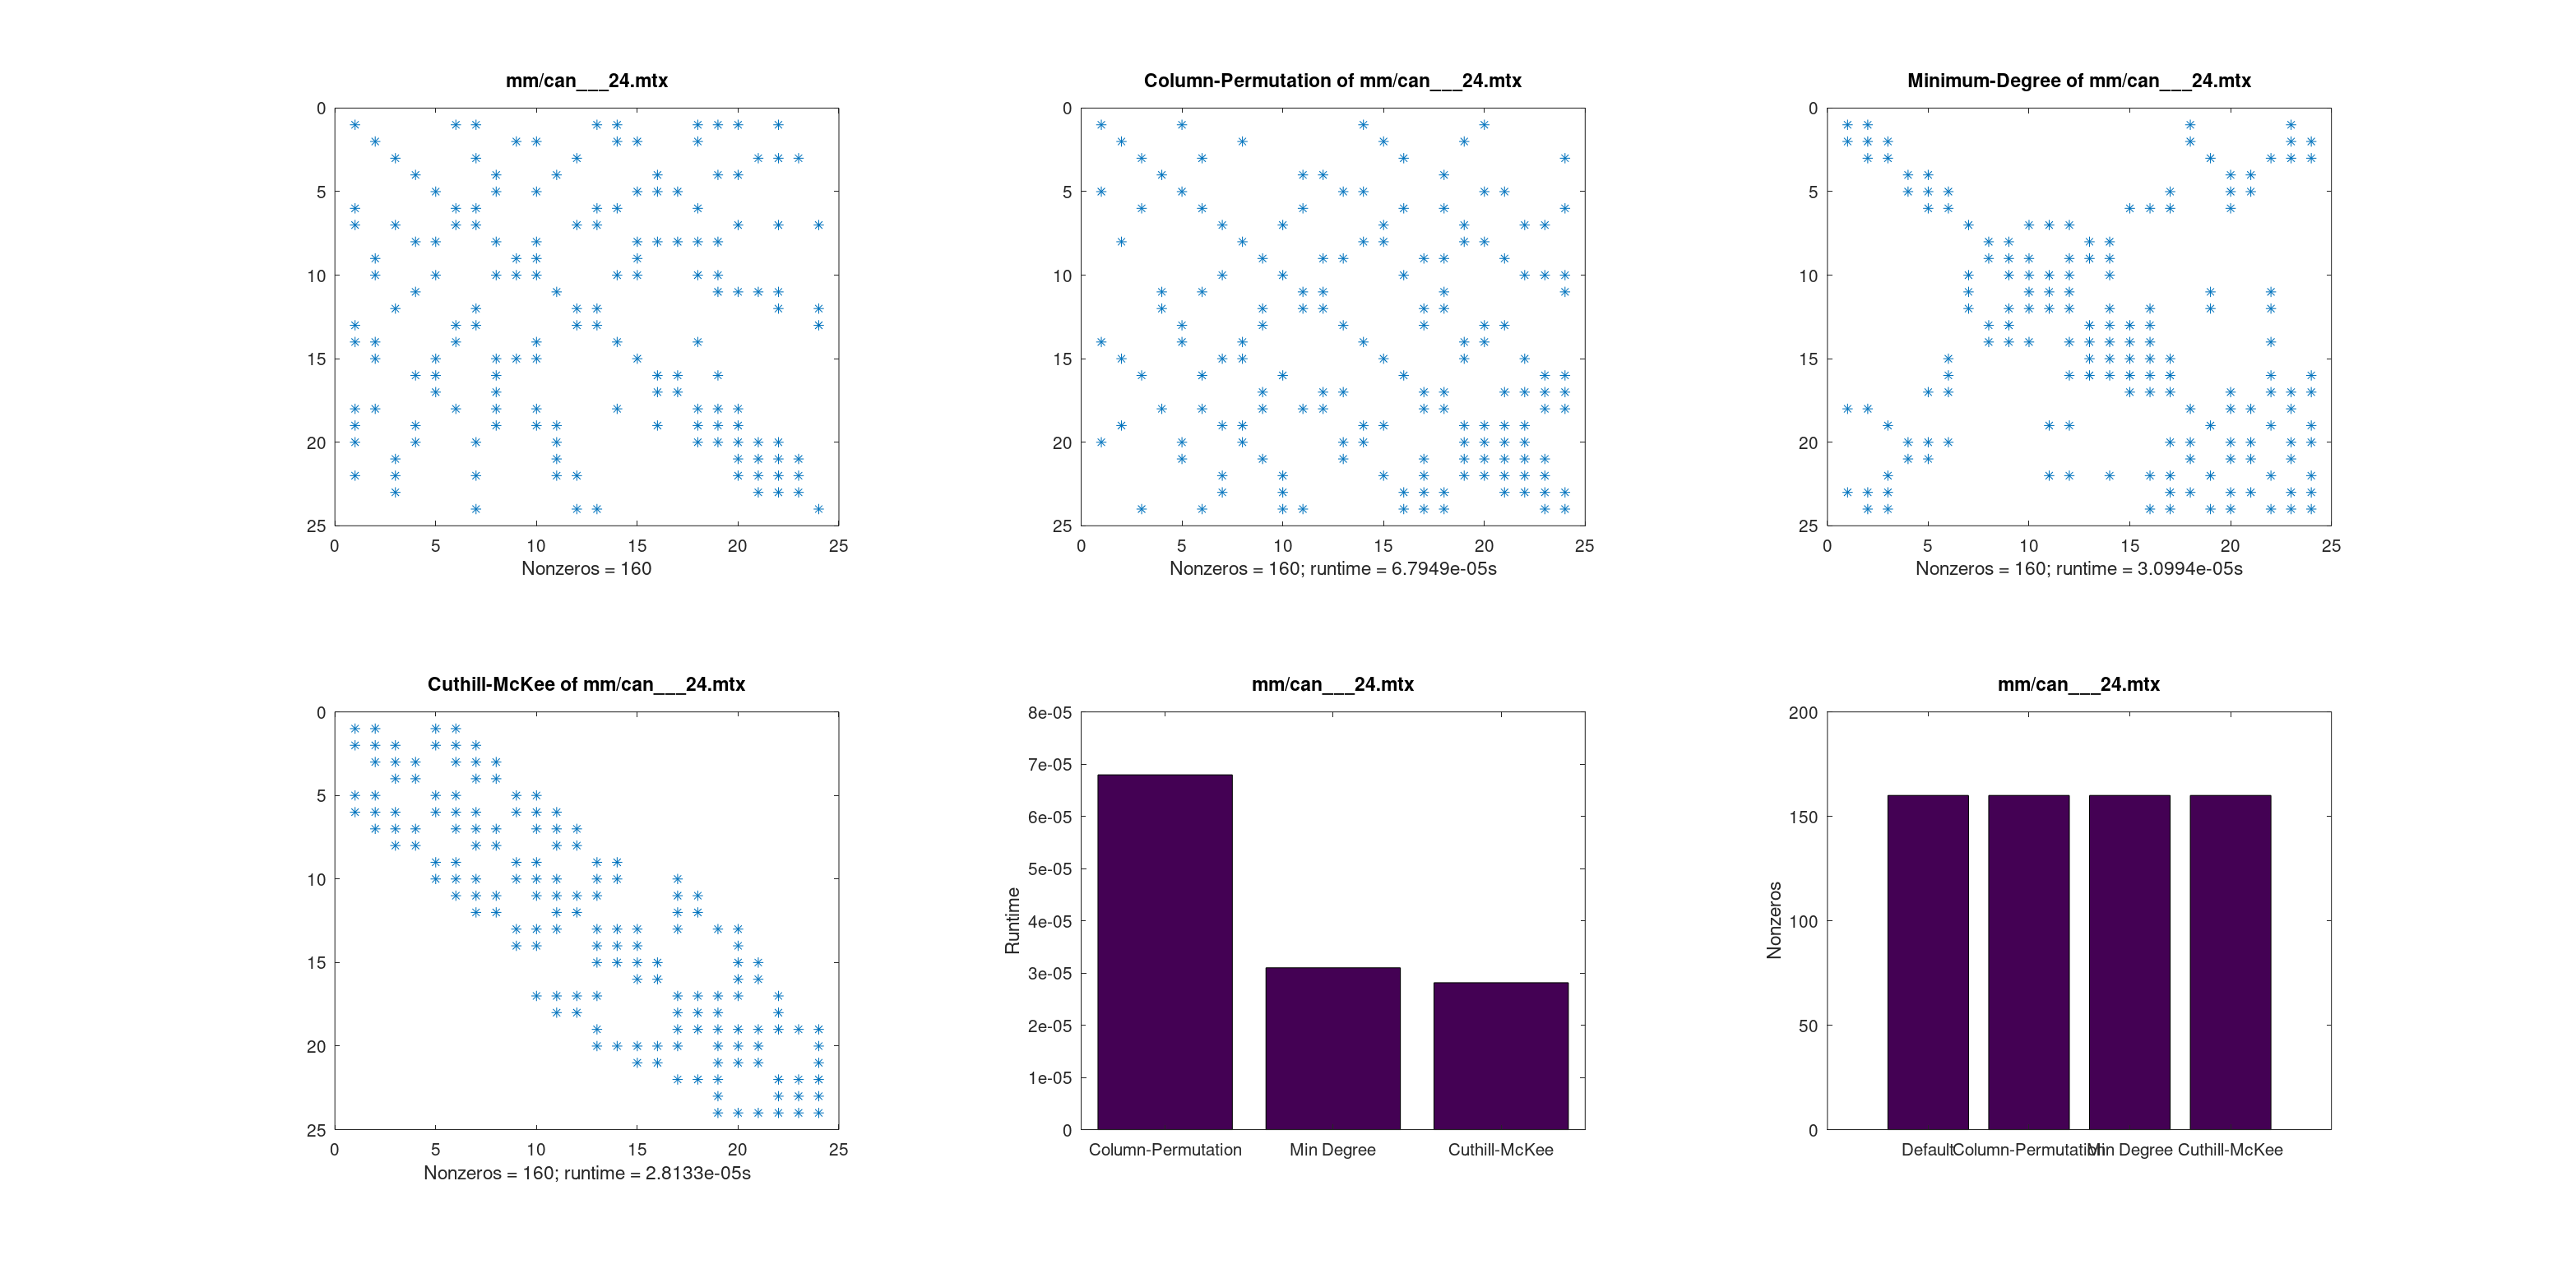 mm/can___24.mtx
0
5
10
15
20
25
0 5 10 15 20 25
Nonzeros = 160
Column-Permutation of mm/can___24.mtx
0
5
10
15
20
25
0 5 10 15 20 25
Nonzeros = 160; runtime = 6.7949e-05s
Minimum-Degree of mm/can___24.mtx
0
5
10
15
20
25
0 5 10 15 20 25
Nonzeros = 160; runtime = 3.0994e-05s
Cuthill-McKee of mm/can___24.mtx
0
5
10
15
20
25
0 5 10 15 20 25
Nonzeros = 160; runtime = 2.8133e-05s
mm/can___24.mtx
Runtime
8e-05
7e-05
6e-05
5e-05
4e-05
3e-05
2e-05
1e-05
0
Column-Permutation Min Degree Cuthill-McKee
mm/can___24.mtx
Nonzeros
200
150
100
50
0
Default Column-Permutation Min Degree Cuthill-McKee